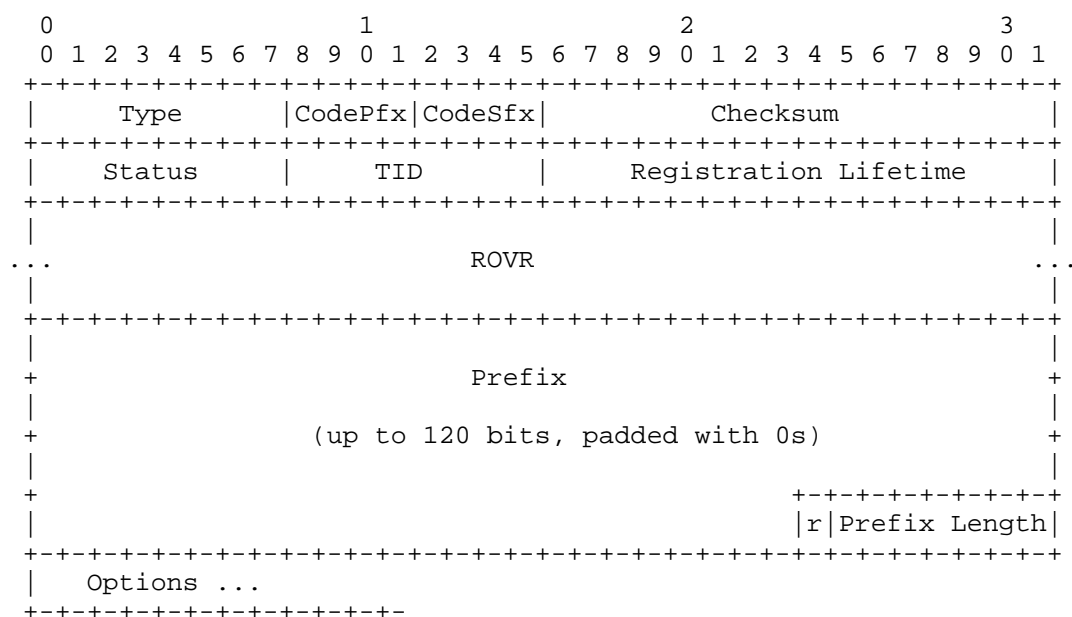 0                   1                   2                   3
 0 1 2 3 4 5 6 7 8 9 0 1 2 3 4 5 6 7 8 9 0 1 2 3 4 5 6 7 8 9 0 1
+-+-+-+-+-+-+-+-+-+-+-+-+-+-+-+-+-+-+-+-+-+-+-+-+-+-+-+-+-+-+-+-+
|     Type      |CodePfx|CodeSfx|          Checksum             |
+-+-+-+-+-+-+-+-+-+-+-+-+-+-+-+-+-+-+-+-+-+-+-+-+-+-+-+-+-+-+-+-+
|    Status     |     TID       |     Registration Lifetime     |
+-+-+-+-+-+-+-+-+-+-+-+-+-+-+-+-+-+-+-+-+-+-+-+-+-+-+-+-+-+-+-+-+
|                                                               |
...                          ROVR                               ...
|                                                               |
+-+-+-+-+-+-+-+-+-+-+-+-+-+-+-+-+-+-+-+-+-+-+-+-+-+-+-+-+-+-+-+-+
|                                                               |
+                           Prefix                              +
|                                                               |
+                 (up to 120 bits, padded with 0s)              +
|                                                               |
+                                               +-+-+-+-+-+-+-+-+
|                                               |r|Prefix Length|
+-+-+-+-+-+-+-+-+-+-+-+-+-+-+-+-+-+-+-+-+-+-+-+-+-+-+-+-+-+-+-+-+
|   Options ...
+-+-+-+-+-+-+-+-+-+-+-+-